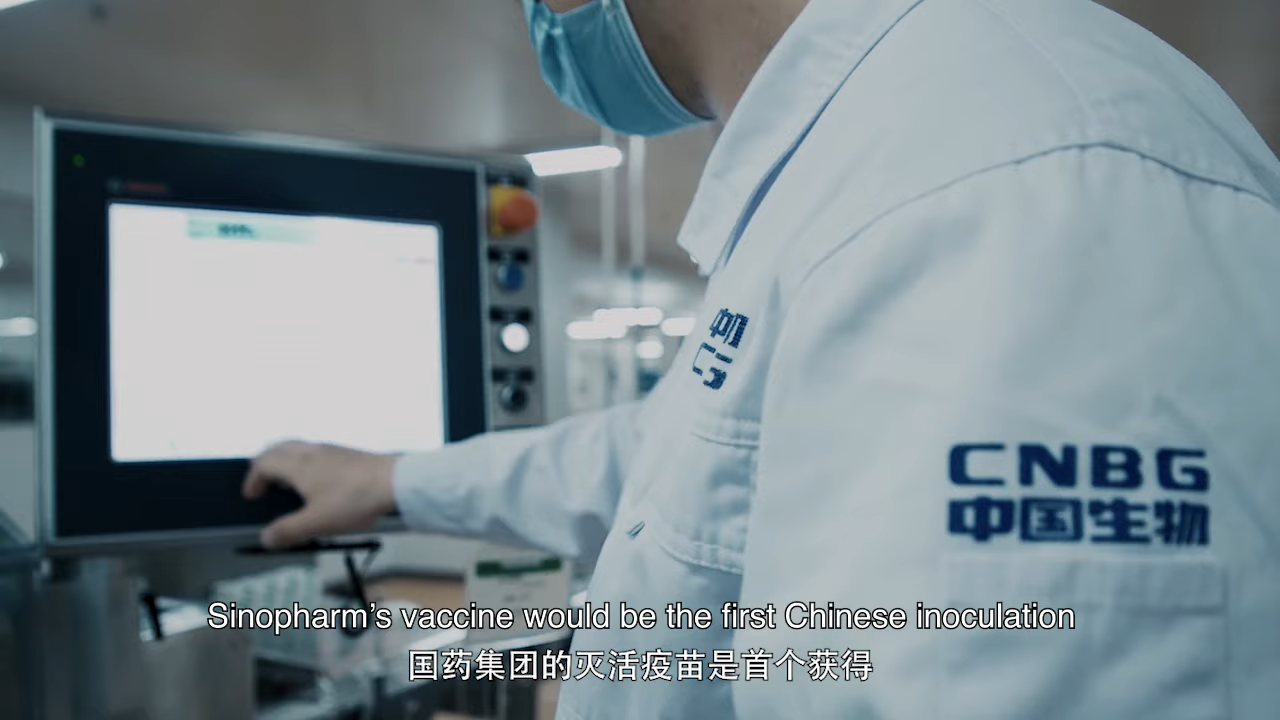 CNBG
中国生物
Sinopharm's vaccine would be the first Chinese inoculation
国药集团的灭活疫苗是首个获得